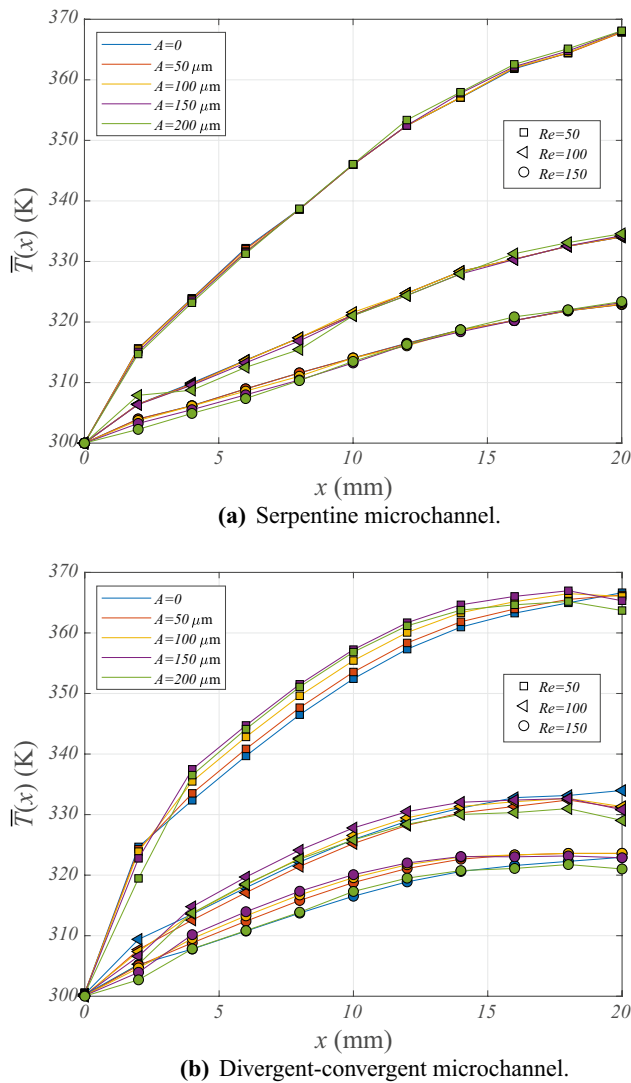 370
360
350
340
330
320
310
300
T̅(x) (K)
A=0
A=50 μm
A=100 μm
A=150 μm
A=200 μm
Re=50
Re=100
Re=150
0 5 10 15 20
x (mm)
(a) Serpentine microchannel.
370
360
350
340
330
320
310
300
T̅(x) (K)
A=0
A=50 μm
A=100 μm
A=150 μm
A=200 μm
Re=50
Re=100
Re=150
0 5 10 15 20
x (mm)
(b) Divergent-convergent microchannel.